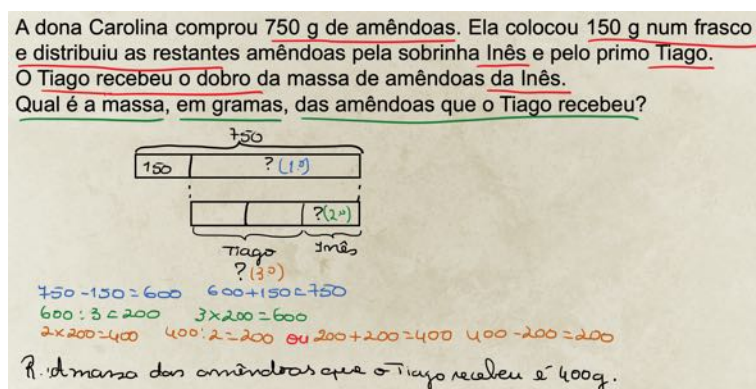 A dona Carolina comprou 750 g de amêndoas. Ela colocou 150 g num frasco
e distribuiu as restantes amêndoas pela sobrinha Inês e pelo primo Tiago.
O Tiago recebeu o dobro da massa de amêndoas da Inês.
Qual é a massa, em gramas, das amêndoas que o Tiago recebeu?
750
150 ? (1º)
?(2º)
Tiago Inês
? (3º)
750 - 150 = 600 600 + 150 = 750
600 : 3 = 200 3 x 200 = 600
2 x 200 = 400 400 : 2 = 200 ou 200 + 200 = 400 400 - 200 = 200
R. A massa das amêndoas que o Tiago recebeu é 400g.